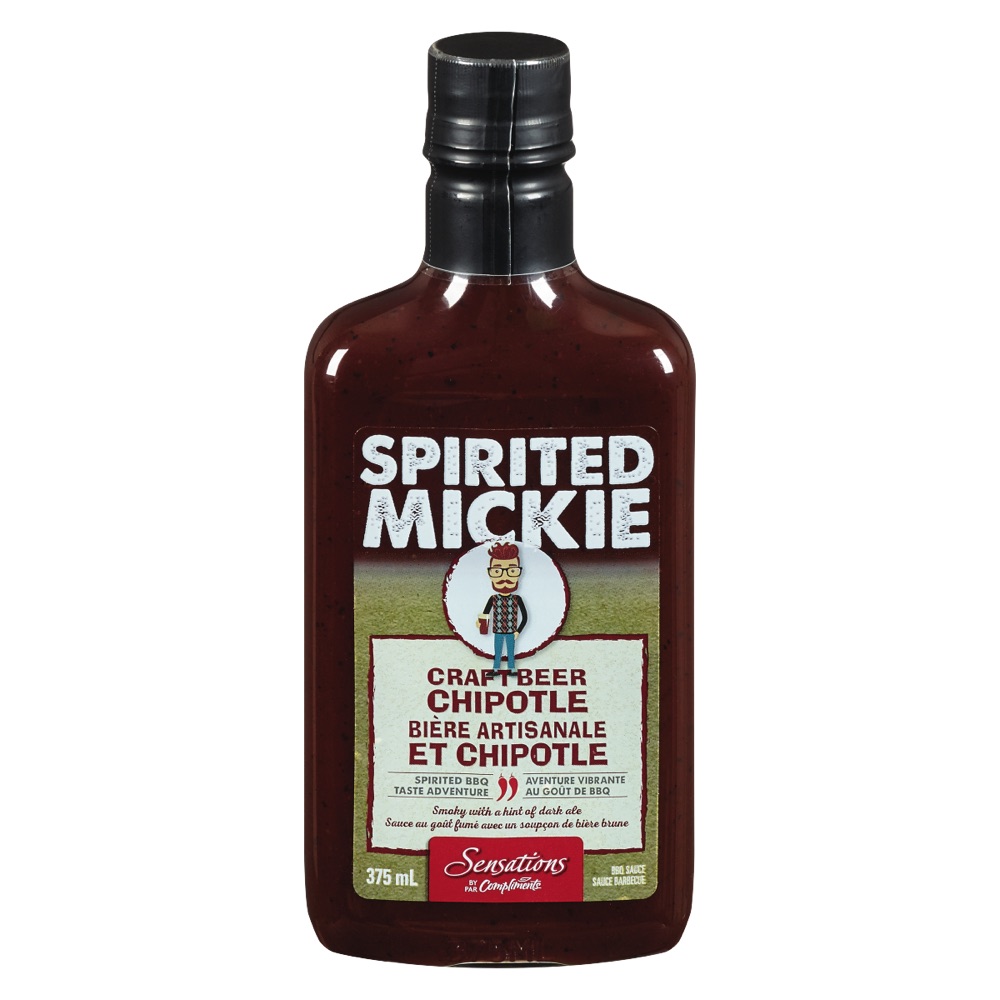 SPIRITED
MICKIE
CRAFT BEER
CHIPOTLE
BIÈRE ARTISANALE
ET CHIPOTLE
SPIRITED BBQ
TASTE ADVENTURE
AVENTURE VIBRANTE
AU GOÛT DE BBQ
Smoky with a hint of dark ale
Sauce au goût fumé avec un soupçon de bière brune
375 mL
Sensations
BY
PAR Compliments
BBQ SAUCE
SAUCE BARBECUE